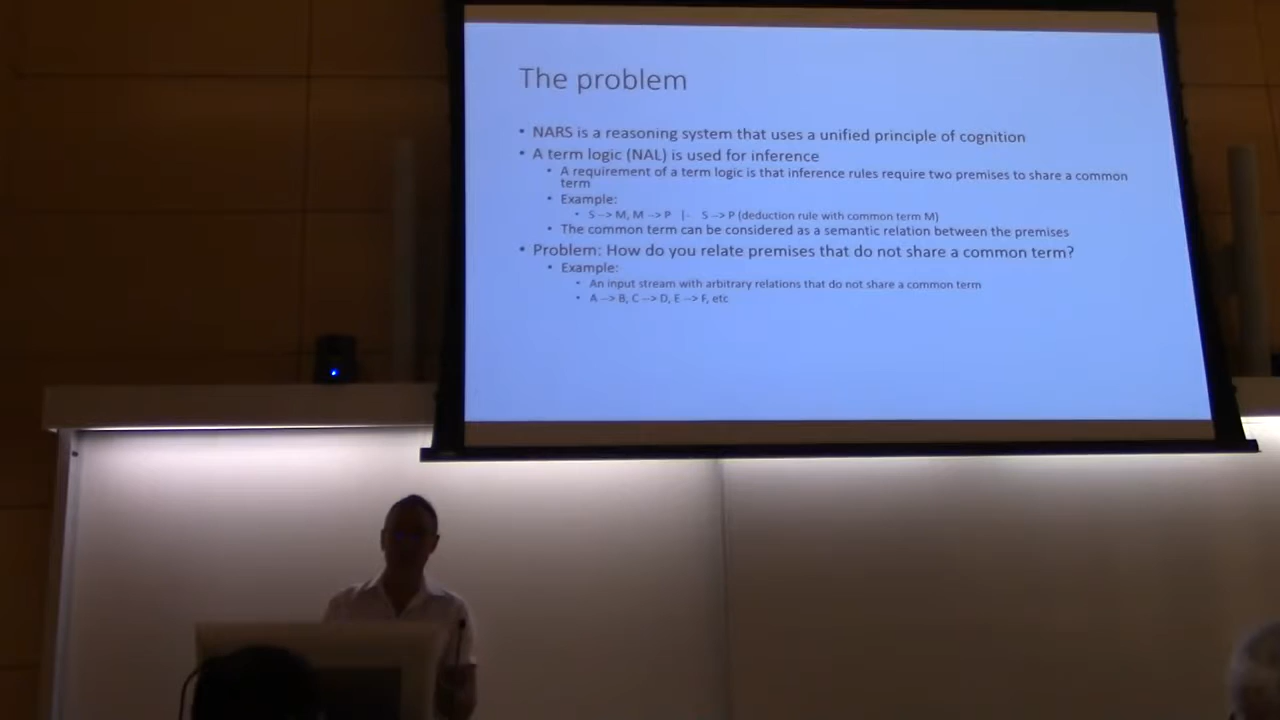 The problem
• NARS is a reasoning system that uses a unified principle of cognition
• A term logic (NAL) is used for inference
• A requirement of a term logic is that inference rules require two premises to share a common
term
• Example:
• S --> M, M --> P |- S --> P (deduction rule with common term M)
• The common term can be considered as a semantic relation between the premises
• Problem: How do you relate premises that do not share a common term?
• Example:
• An input stream with arbitrary relations that do not share a common term
• A --> B, C --> D, E --> F, etc